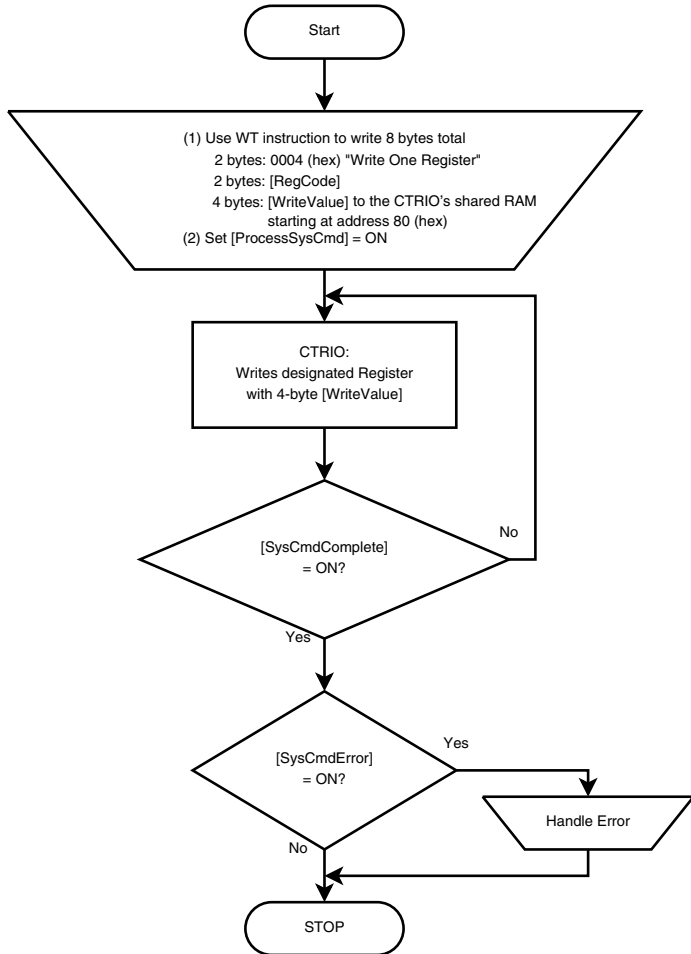 Start
(1) Use WT instruction to write 8 bytes total
2 bytes: 0004 (hex) "Write One Register"
2 bytes: [RegCode]
4 bytes: [WriteValue] to the CTRIO's shared RAM
starting at address 80 (hex)
(2) Set [ProcessSysCmd] = ON
CTRIO:
Writes designated Register
with 4-byte [WriteValue]
[SysCmdComplete]
= ON?
No
Yes
[SysCmdError]
= ON?
Yes
Handle Error
No
STOP